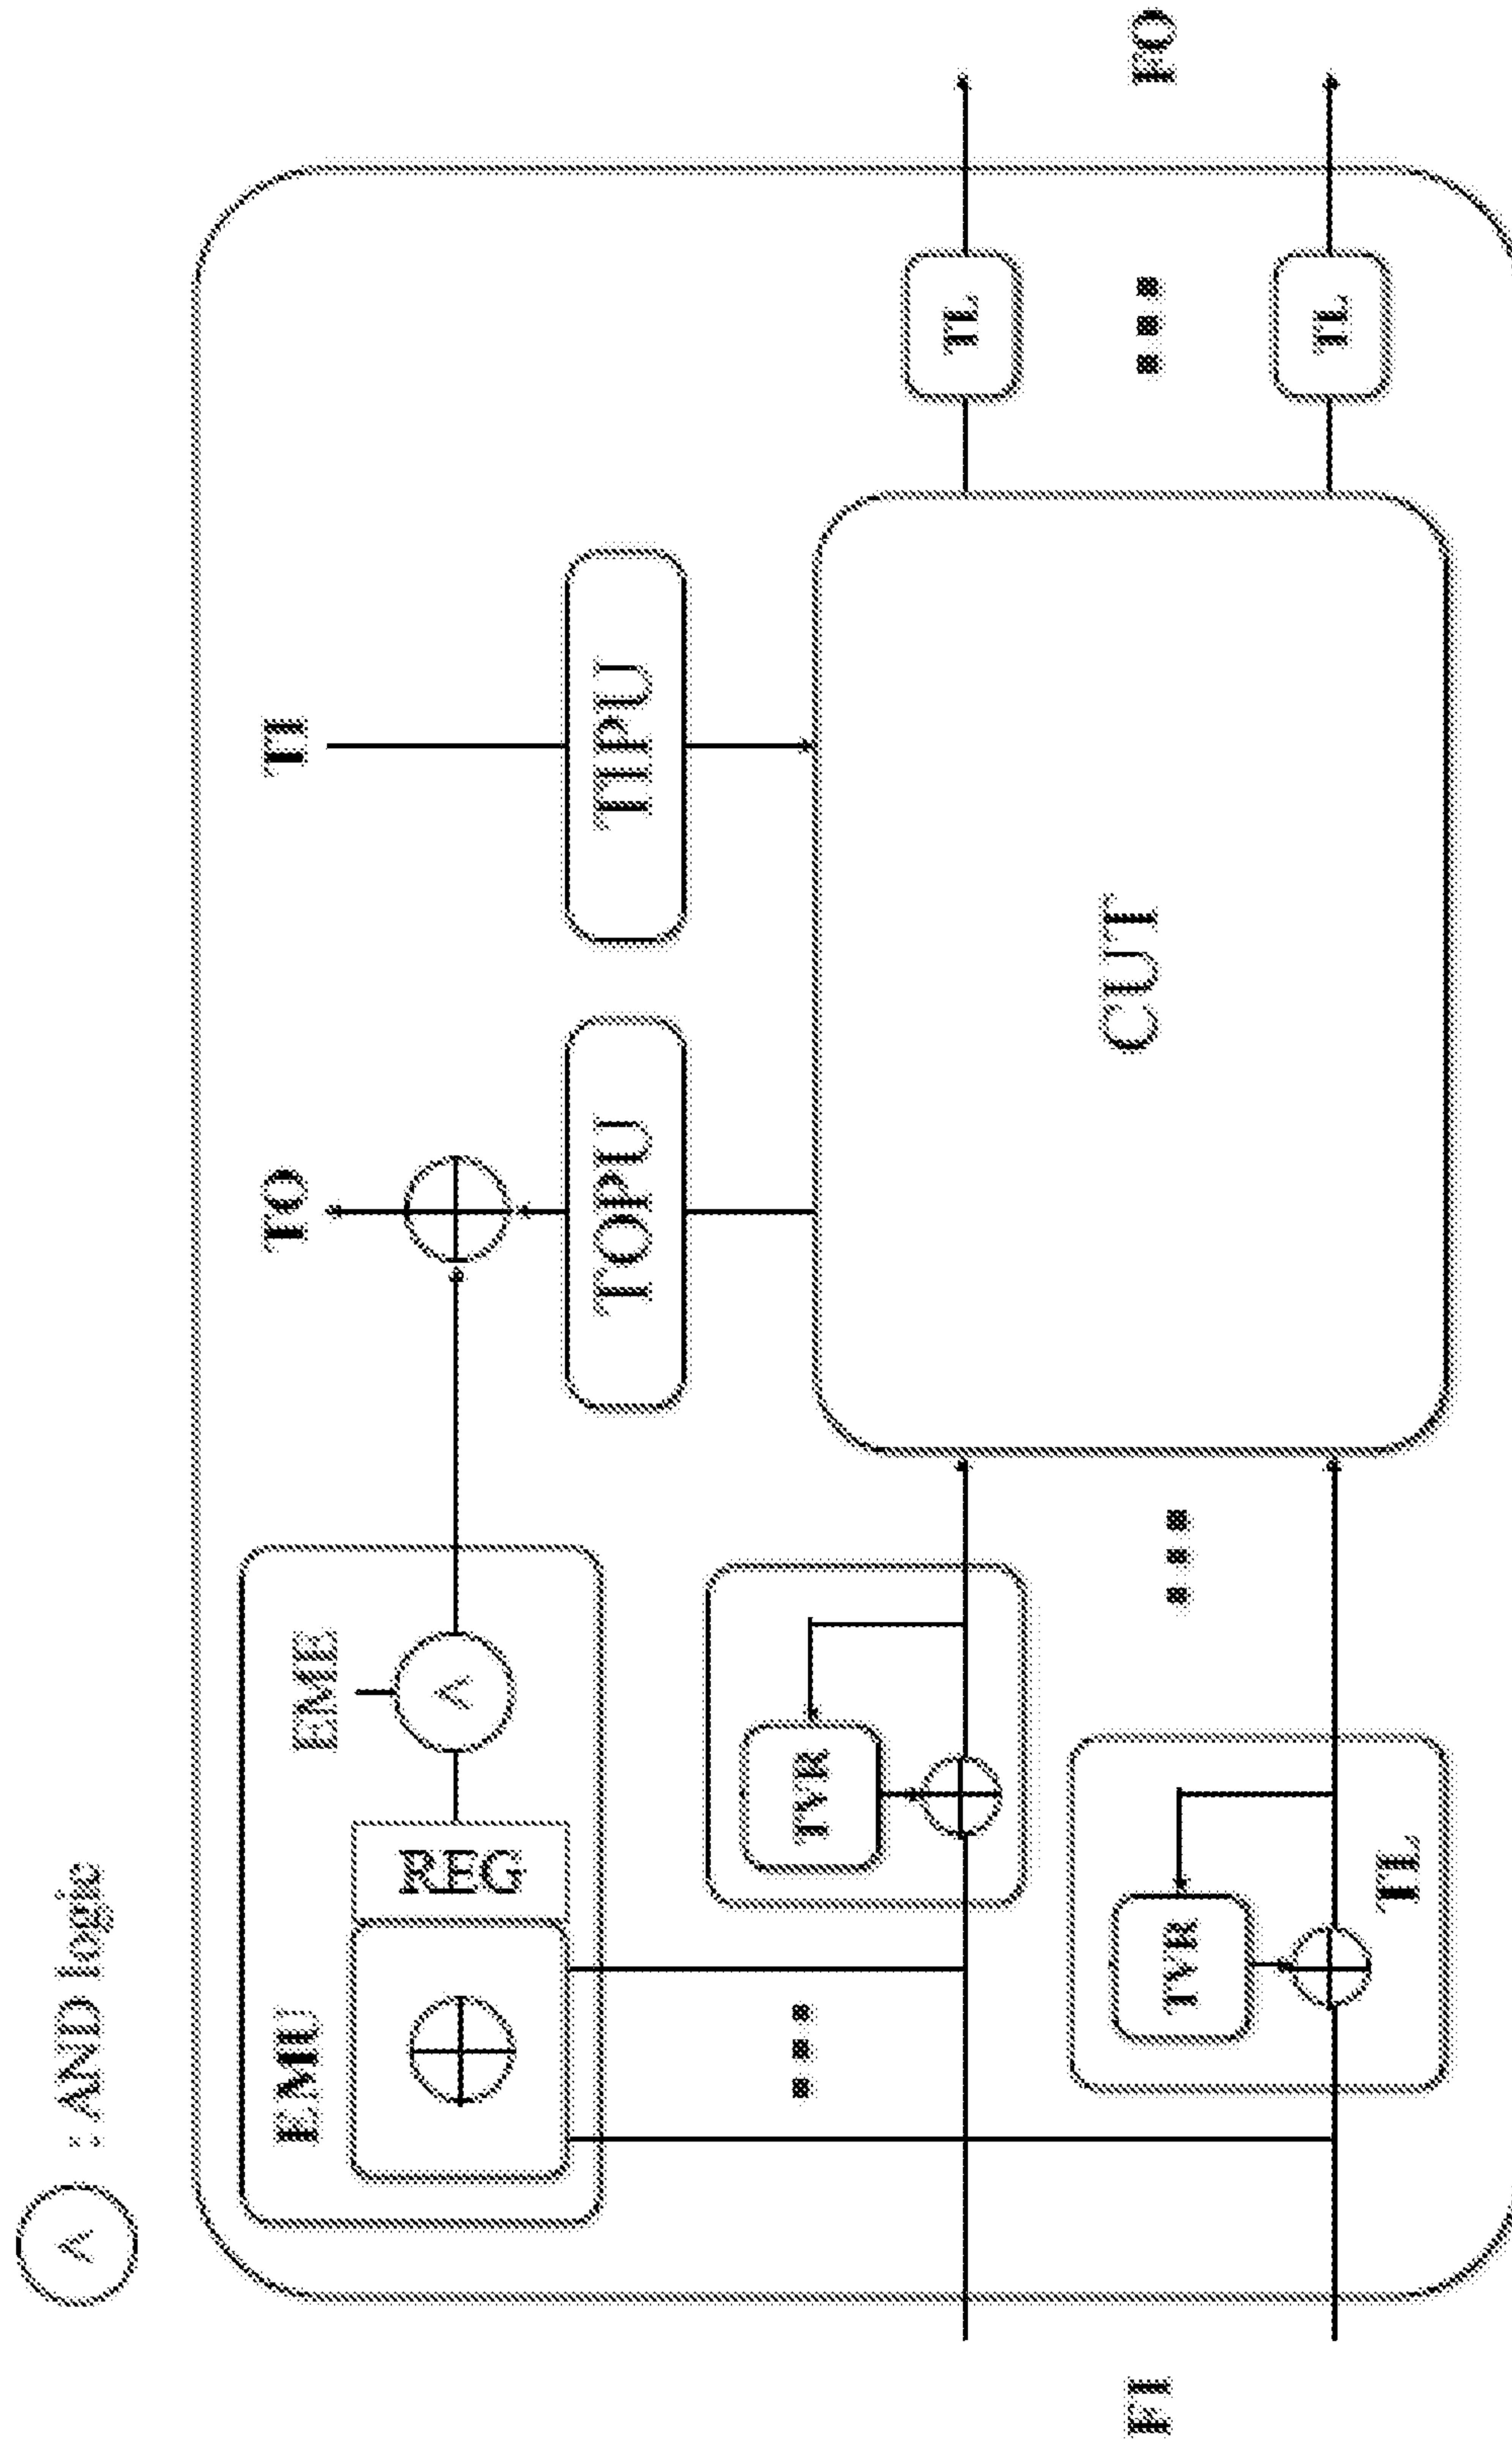 ∧ : AND logic
EMU
EME
TO
TI
REG
∧
TOPU
TIPU
TVR
TL
FI
CUT
FO
TVR
TL
TL